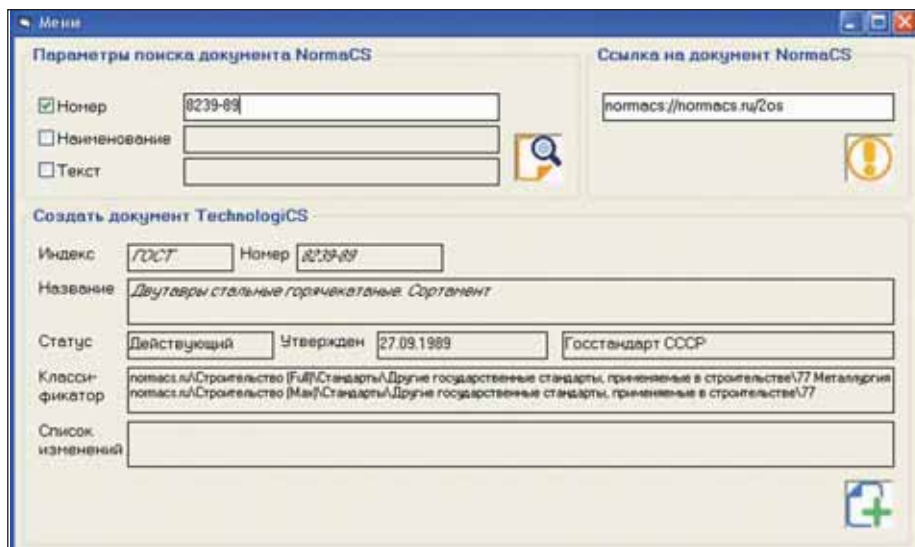 Меню
Параметры поиска документа NormaCS
Номер 8239-89
Наименование
Текст
Ссылка на документ NormaCS
normacs://normacs.ru/2os
Создать документ TechnologiCS
Индекс ГОСТ Номер 8239-89
Название Двутавры стальные горячекатаные. Сортамент
Статус Действующий Утвержден 27.09.1989 Госстандарт СССР
Класси-
фикатор
normacs.ru\Строительство [Full]\Стандарты\Другие государственные стандарты, применяемые в строительстве\77 Металлургия
normacs.ru\Строительство [Max]\Стандарты\Другие государственные стандарты, применяемые в строительстве\77
Список
изменений